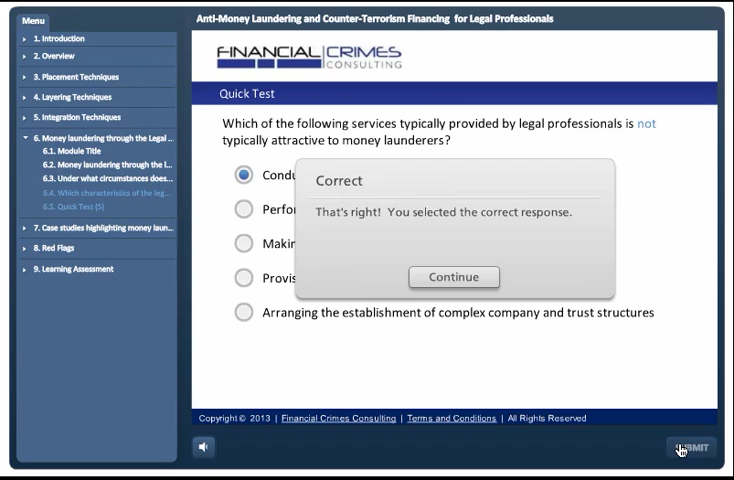 Menu
Anti-Money Laundering and Counter-Terrorism Financing for Legal Professionals
1. Introduction
2. Overview
3. Placement Techniques
4. Layering Techniques
5. Integration Techniques
6. Money laundering through the Legal ...
6.1. Module Title
6.2. Money laundering through the l...
6.3. Under what circumstances does...
6.4. Which characteristics of the leg...
6.5. Quick Test (5)
7. Case studies highlighting money laun...
8. Red Flags
9. Learning Assessment
FINANCIAL CRIMES
CONSULTING
Quick Test
Which of the following services typically provided by legal professionals is not
typically attractive to money launderers?
Condu
Perfor
Makin
Provis
Arranging the establishment of complex company and trust structures
Correct
That's right! You selected the correct response.
Continue
Copyright © 2013 | Financial Crimes Consulting | Terms and Conditions | All Rights Reserved
SUBMIT